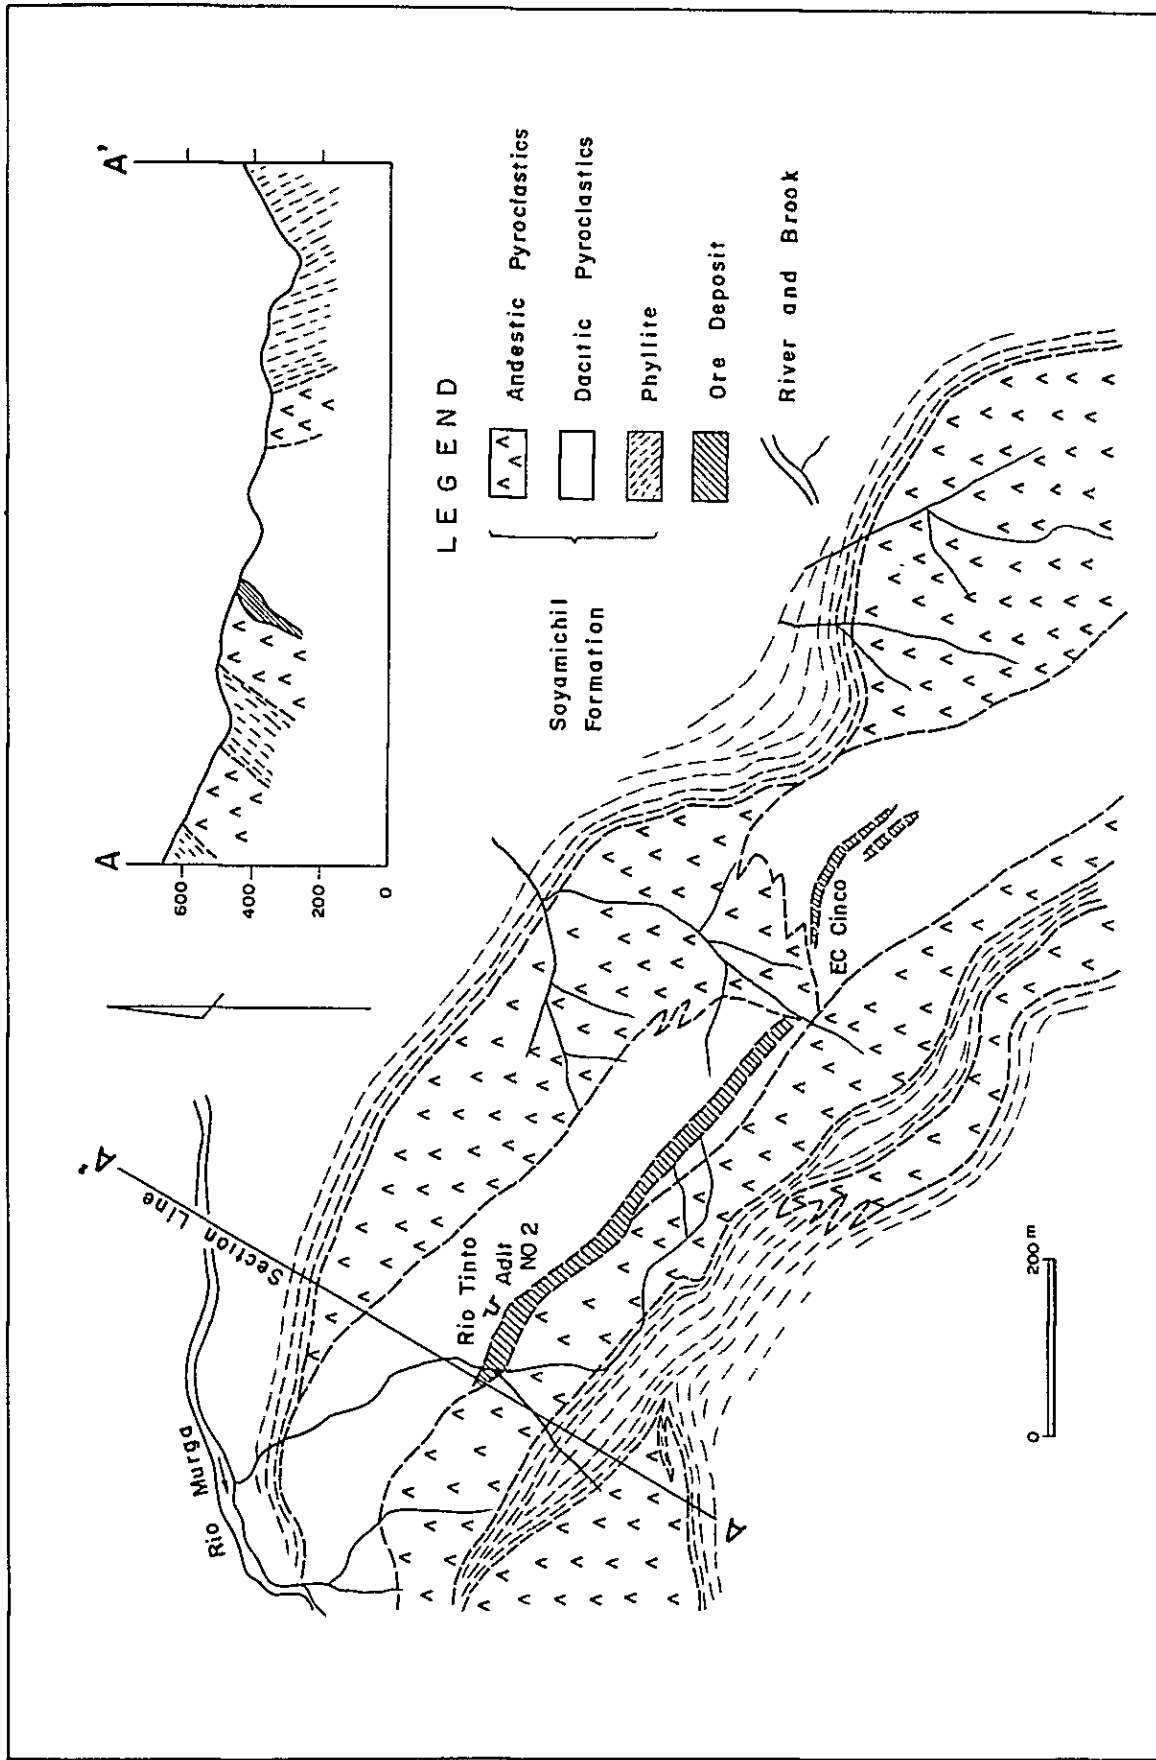 A
A'
600
400
200
0
LEGEND
Andestic Pyroclastics
Dacitic Pyroclastics
Phyllite
Ore Deposit
River and Brook
Soyamichil
Formation
Rio Murga
Section Line
A"
A
Rio Tinto
Adit
NO 2
EC Cinco
0
200 m